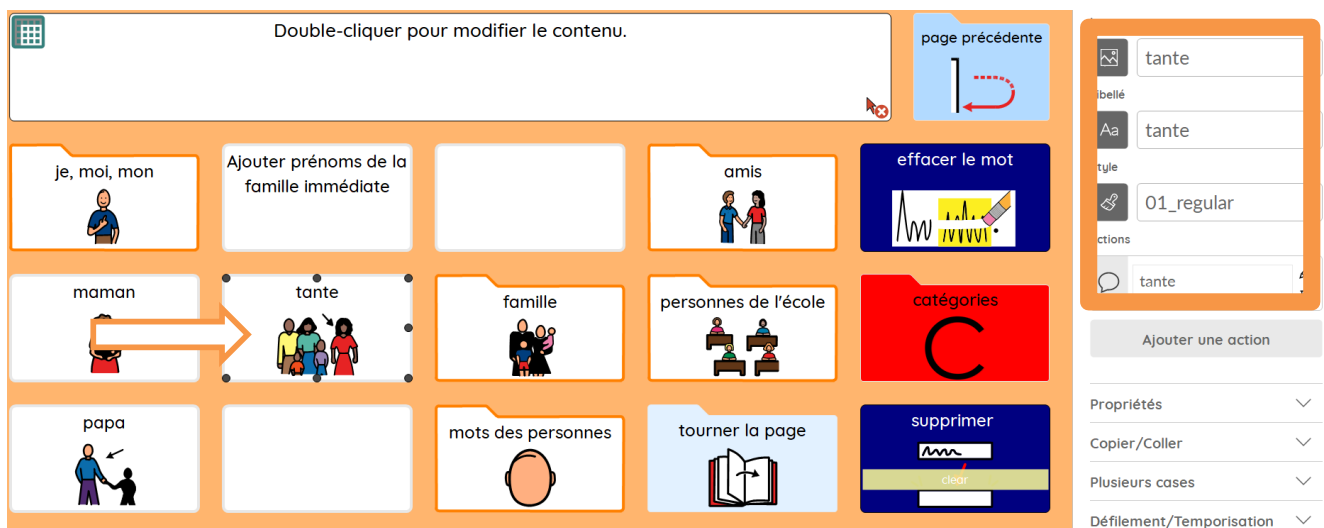 Double-cliquer pour modifier le contenu.
page précédente
je, moi, mon
Ajouter prénoms de la
famille immédiate
amis
effacer le mot
maman
tante
famille
personnes de l'école
catégories
C
papa
mots des personnes
tourner la page
supprimer
clear
tante
ibellé
Aa
tante
tyle
01_regular
ctions
tante
Ajouter une action
Propriétés
Copier/Coller
Plusieurs cases
Défilement/Temporisation